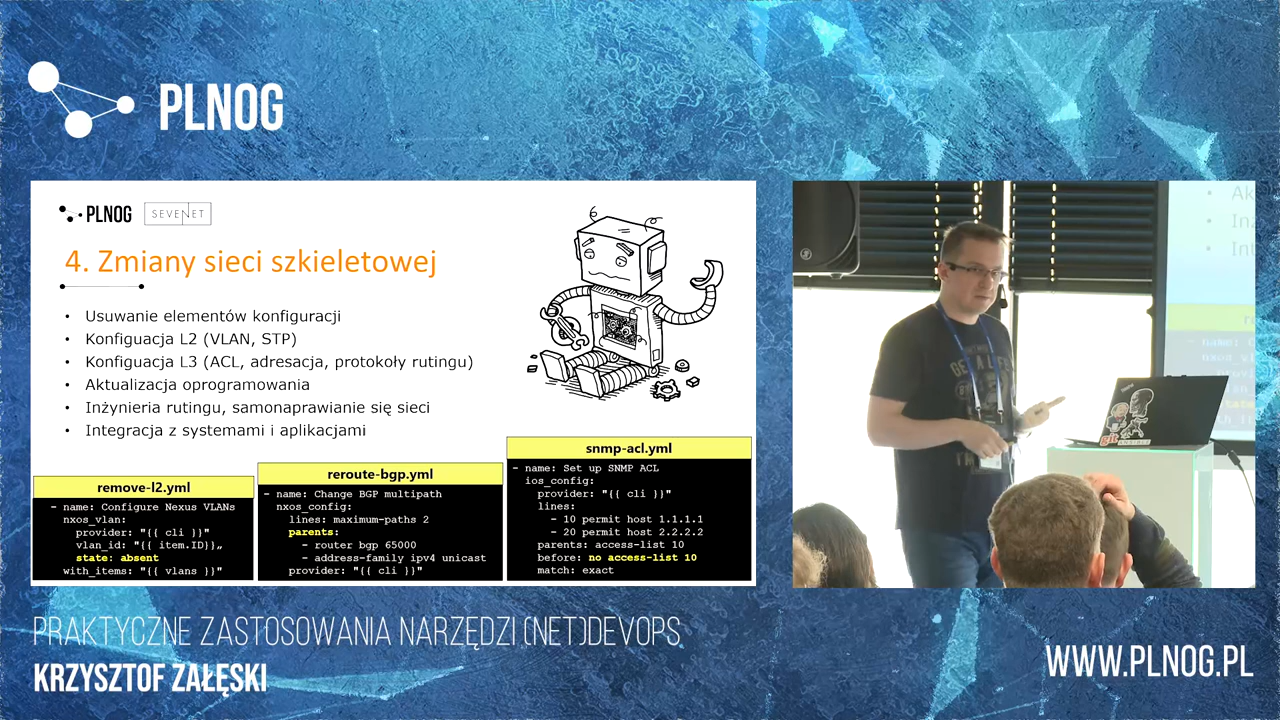 PLNOG
PLNOG
SEVENET
4. Zmiany sieci szkieletowej
• Usuwanie elementów konfiguracji
• Konfiguacja L2 (VLAN, STP)
• Konfiguacja L3 (ACL, adresacja, protokoły rutingu)
• Aktualizacja oprogramowania
• Inżynieria rutingu, samonaprawianie się sieci
• Integracja z systemami i aplikacjami
remove-l2.yml
- name: Configure Nexus VLANs
nxos_vlan:
provider: "{{ cli }}"
vlan_id: "{{ item.ID}}„
state: absent
with_items: "{{ vlans }}"
reroute-bgp.yml
- name: Change BGP multipath
nxos_config:
lines: maximum-paths 2
parents:
- router bgp 65000
- address-family ipv4 unicast
provider: "{{ cli }}"
snmp-acl.yml
- name: Set up SNMP ACL
ios_config:
provider: "{{ cli }}"
lines:
- 10 permit host 1.1.1.1
- 20 permit host 2.2.2.2
parents: access-list 10
before: no access-list 10
match: exact
• Ak
• In
• Int
- name: C
git
ANSIBLE
PRAKTYCZNE ZASTOSOWANIA NARZĘDZI (NET)DEVOPS
KRZYSZTOF ZAŁĘSKI
WWW.PLNOG.PL